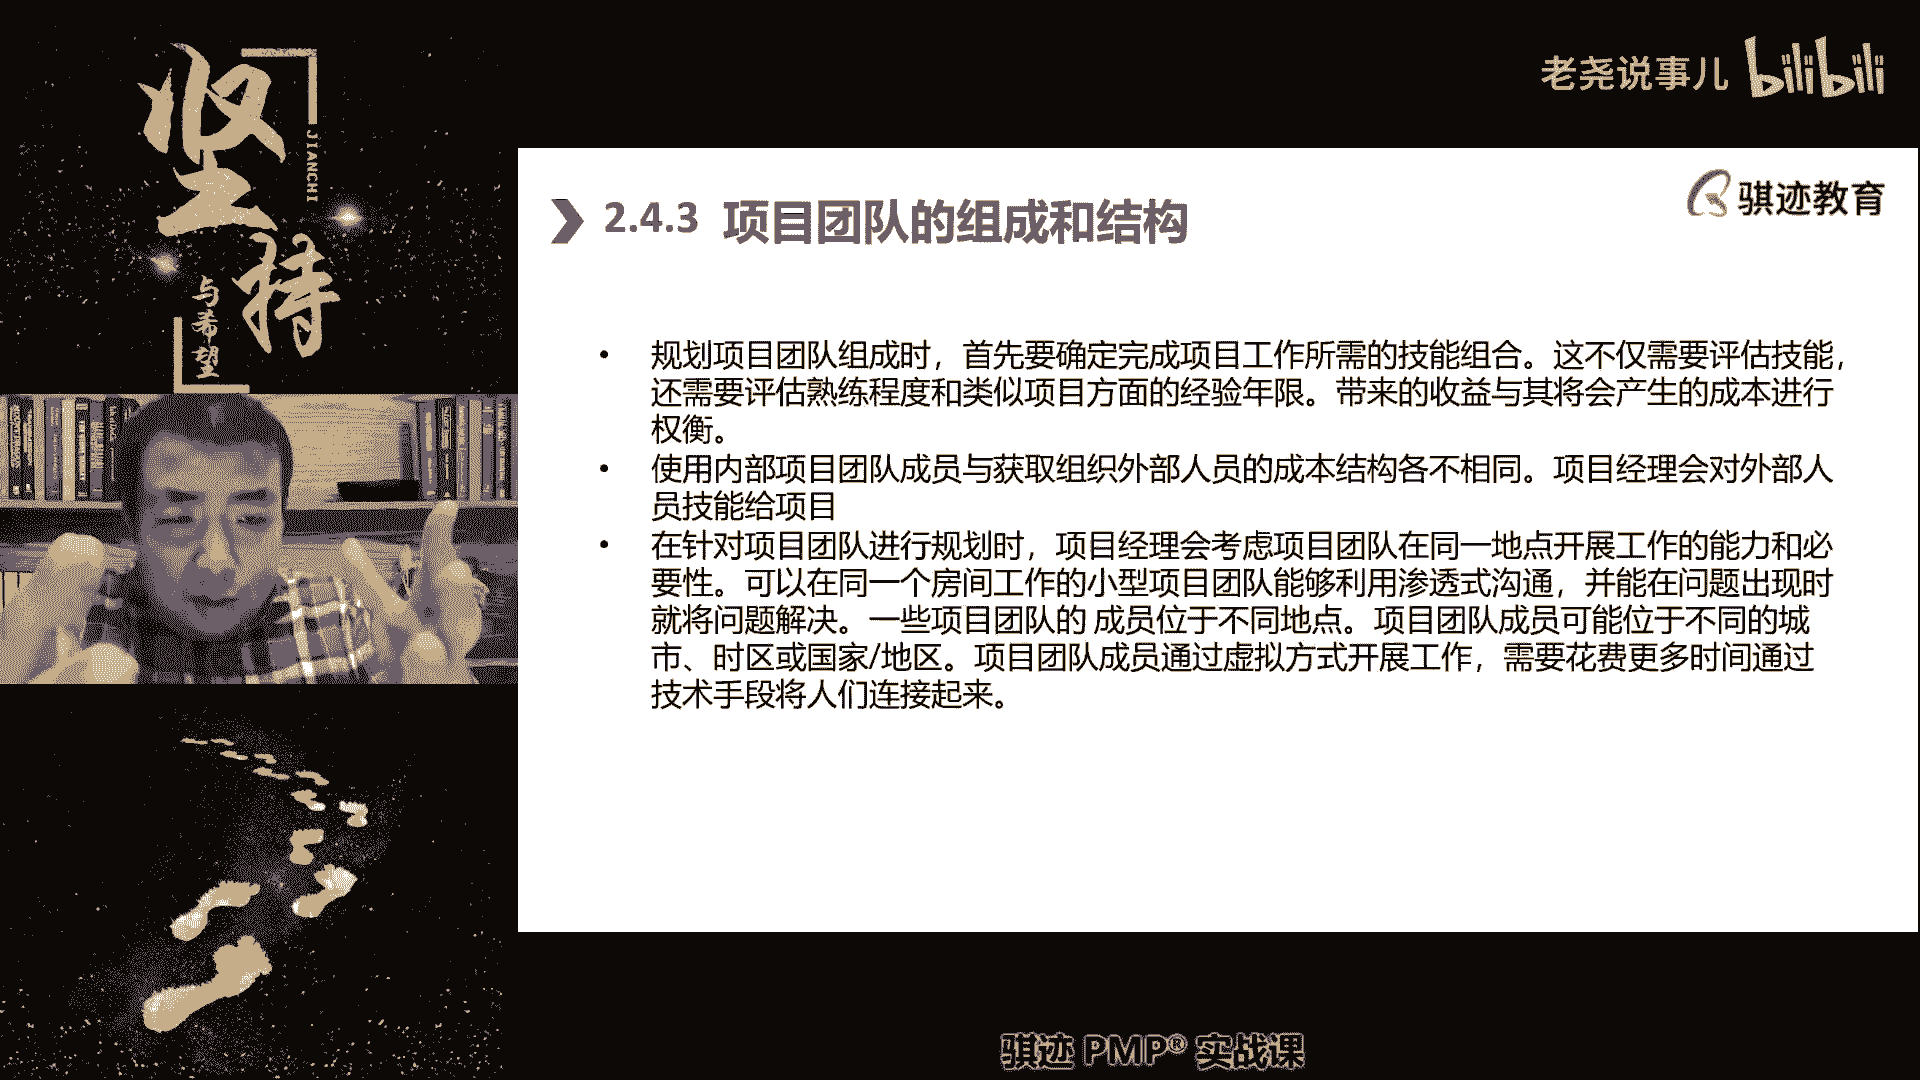 坚持
JIANCHI
与希望
老尧说事儿 bilibili
骐迹教育
2.4.3 项目团队的组成和结构
• 规划项目团队组成时，首先要确定完成项目工作所需的技能组合。这不仅需要评估技能，
还需要评估熟练程度和类似项目方面的经验年限。带来的收益与其将会产生的成本进行
权衡。
• 使用内部项目团队成员与获取组织外部人员的成本结构各不相同。项目经理会对外部人
员技能给项目
• 在针对项目团队进行规划时，项目经理会考虑项目团队在同一地点开展工作的能力和必
要性。可以在同一个房间工作的小型项目团队能够利用渗透式沟通，并能在问题出现时
就将问题解决。一些项目团队的 成员位于不同地点。项目团队成员可能位于不同的城
市、时区或国家/地区。项目团队成员通过虚拟方式开展工作，需要花费更多时间通过
技术手段将人们连接起来。
骐迹 PMP® 实战课